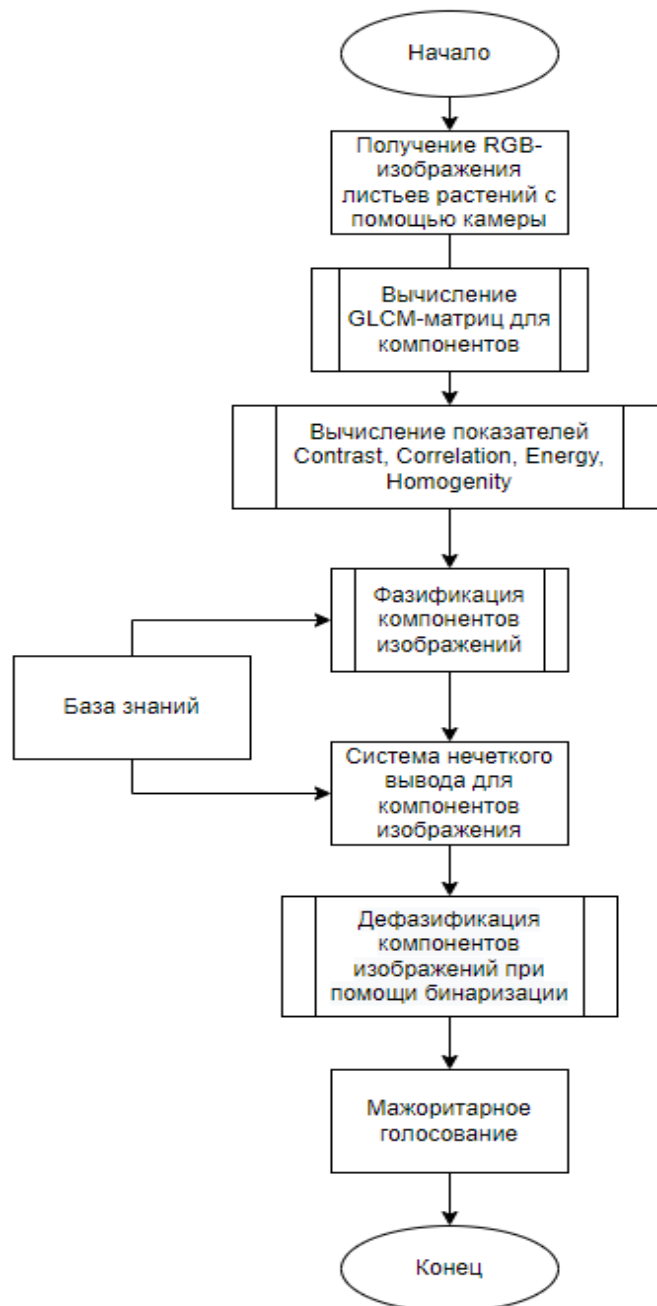 Начало
Получение RGB-
изображения
листьев растений с
помощью камеры
Вычисление
GLCM-матриц для
компонентов
Вычисление показателей
Contrast, Correlation, Energy,
Homogenity
Фазификация
компонентов
изображений
База знаний
Система нечеткого
вывода для
компонентов
изображения
Дефазификация
компонентов
изображений при
помощи бинаризации
Мажоритарное
голосование
Конец